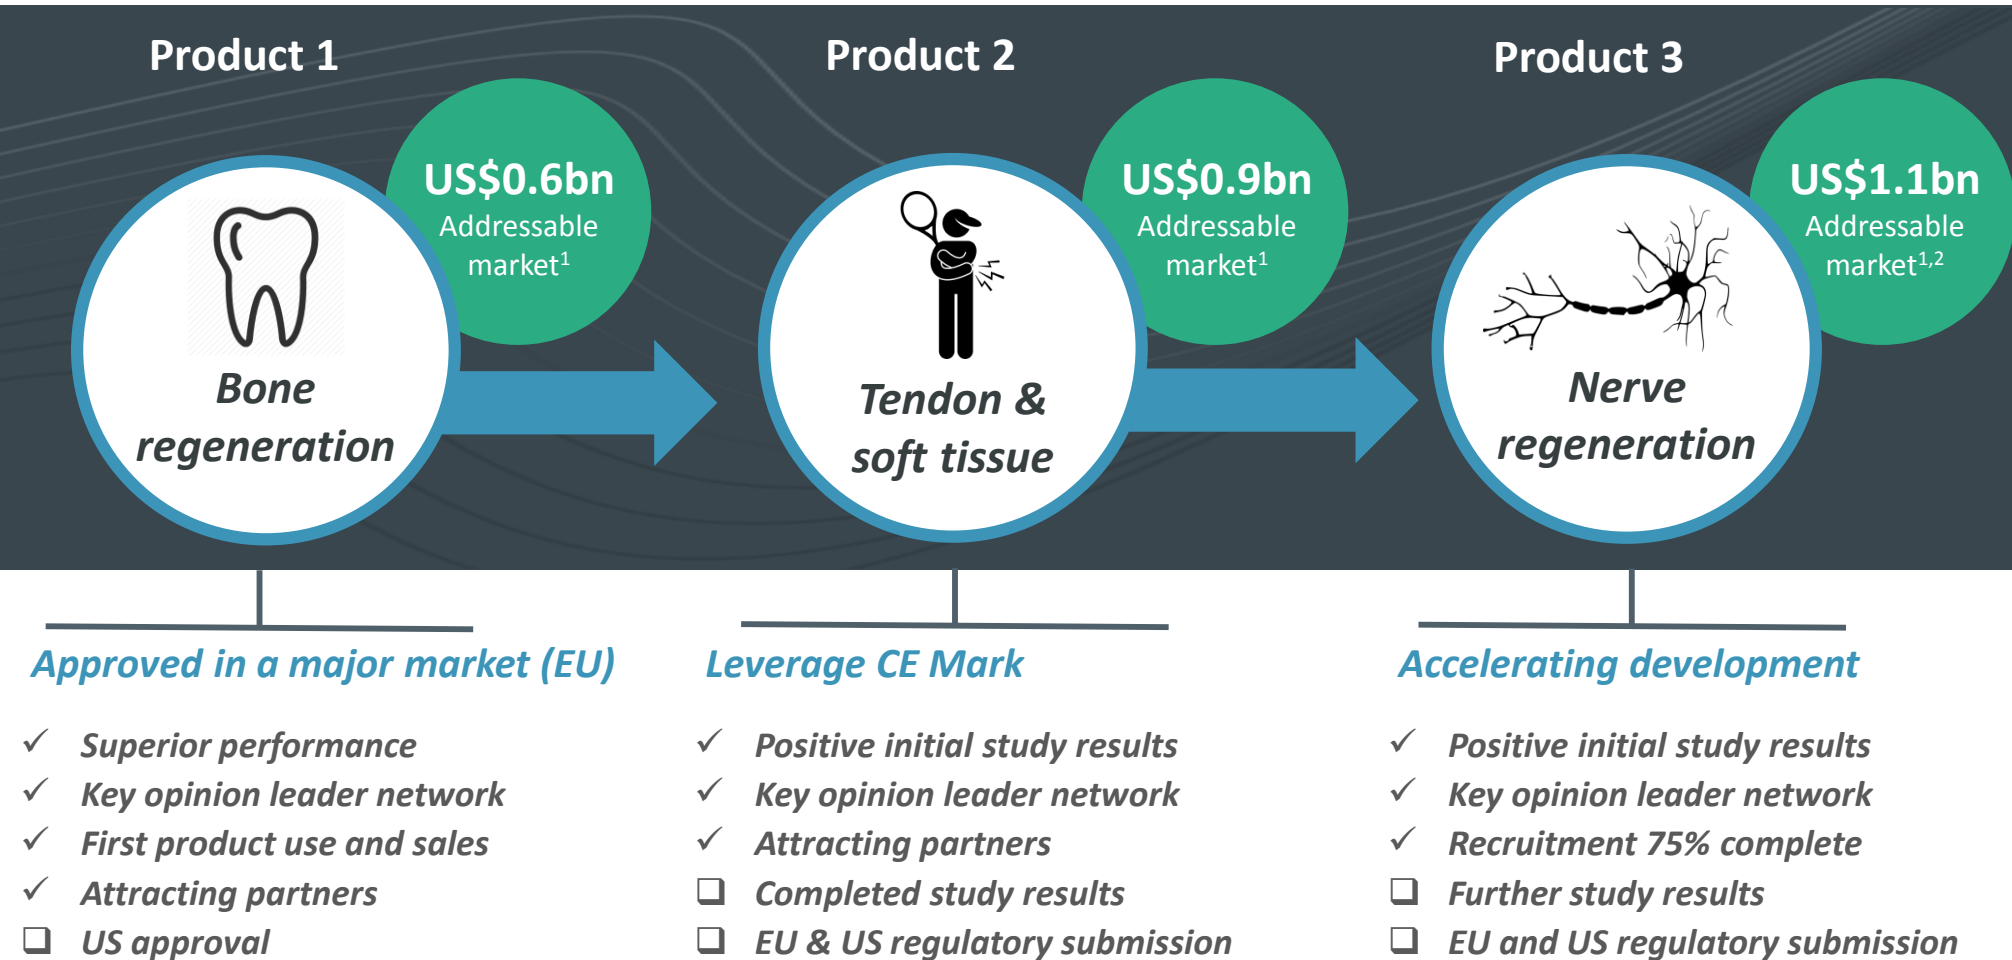 Product 1
US$0.6bn
Addressable
market1
Bone
regeneration
Approved in a major market (EU)
✓ Superior performance
✓ Key opinion leader network
✓ First product use and sales
✓ Attracting partners
❑ US approval
Product 2
US$0.9bn
Addressable
market1
Tendon &
soft tissue
Leverage CE Mark
✓ Positive initial study results
✓ Key opinion leader network
✓ Attracting partners
❑ Completed study results
❑ EU & US regulatory submission
Product 3
US$1.1bn
Addressable
market1,2
Nerve
regeneration
Accelerating development
✓ Positive initial study results
✓ Key opinion leader network
✓ Recruitment 75% complete
❑ Further study results
❑ EU and US regulatory submission